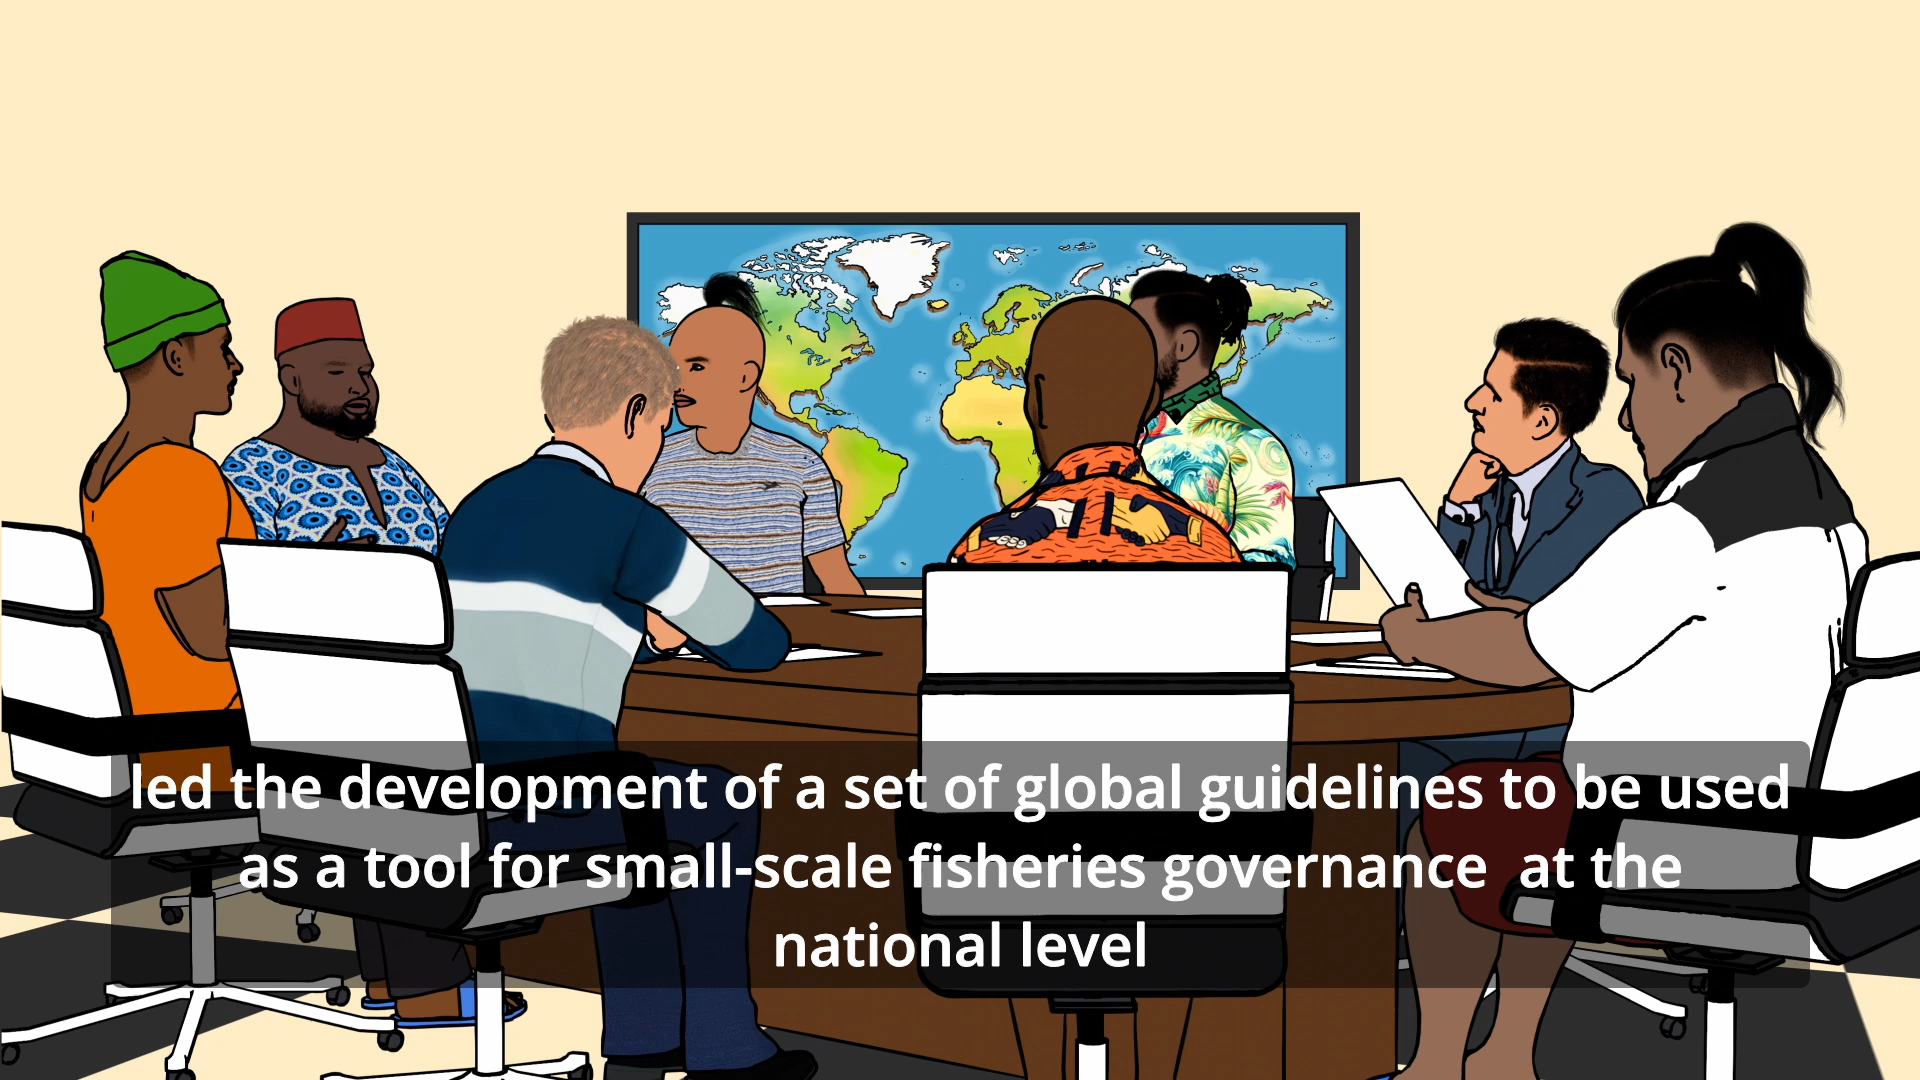 led the development of a set of global guidelines to be used
as a tool for small-scale fisheries governance  at the
national level